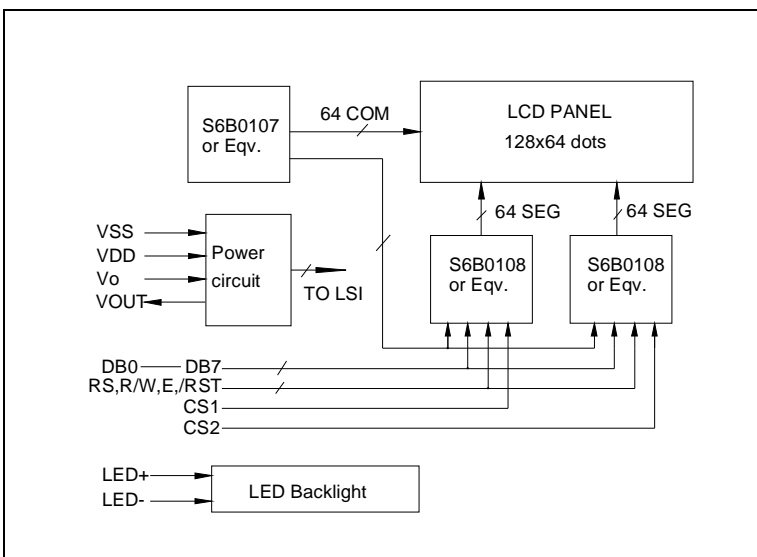 S6B0107
or Eqv.
64 COM
LCD PANEL
128x64 dots
64 SEG
64 SEG
VSS
VDD
Vo
VOUT
Power
circuit
TO LSI
S6B0108
or Eqv.
S6B0108
or Eqv.
DB0 DB7
RS,R/W,E,/RST
CS1
CS2
LED+
LED-
LED Backlight